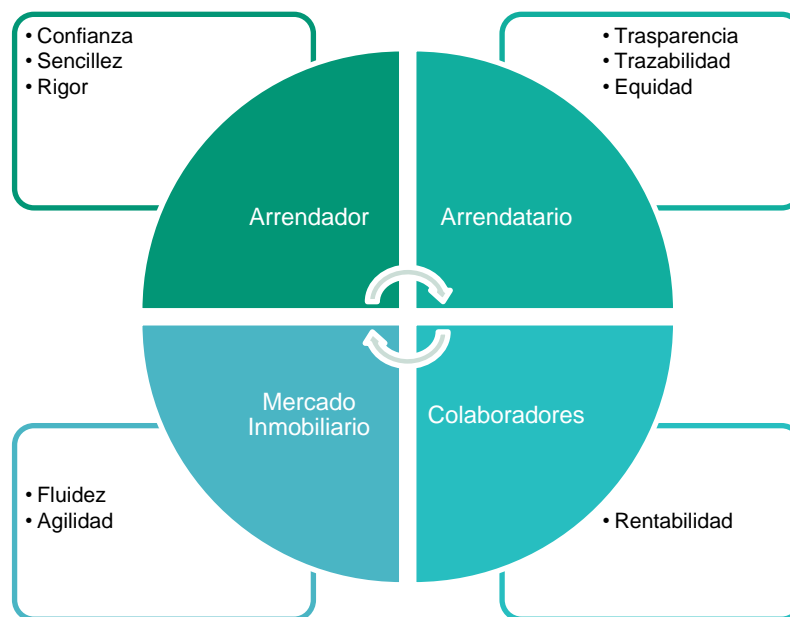 • Confianza
• Sencillez
• Rigor
• Trasparencia
• Trazabilidad
• Equidad
Arrendador
Arrendatario
Mercado
Inmobiliario
Colaboradores
• Fluidez
• Agilidad
• Rentabilidad